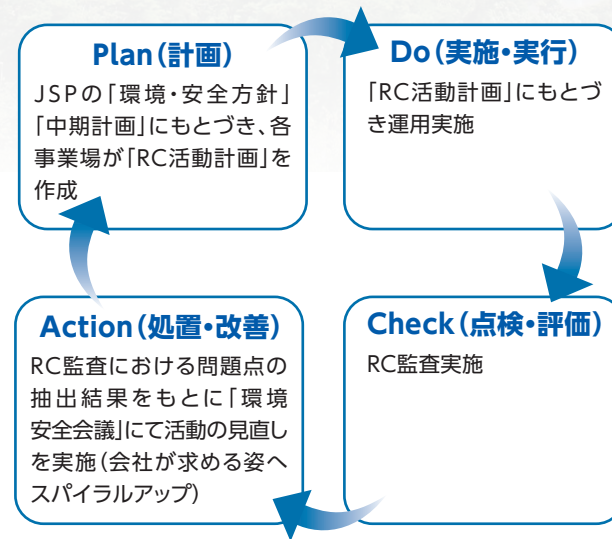 Plan(計画)
JSPの「環境・安全方針」
「中期計画」にもとづき、各
事業場が「RC活動計画」を
作成
Do(実施・実行)
「RC活動計画」にもとづ
き運用実施
Action(処置・改善)
RC監査における問題点の
抽出結果をもとに「環境
安全会議」にて活動の見直し
を実施(会社が求める姿へ
スパイラルアップ)
Check(点検・評価)
RC監査実施